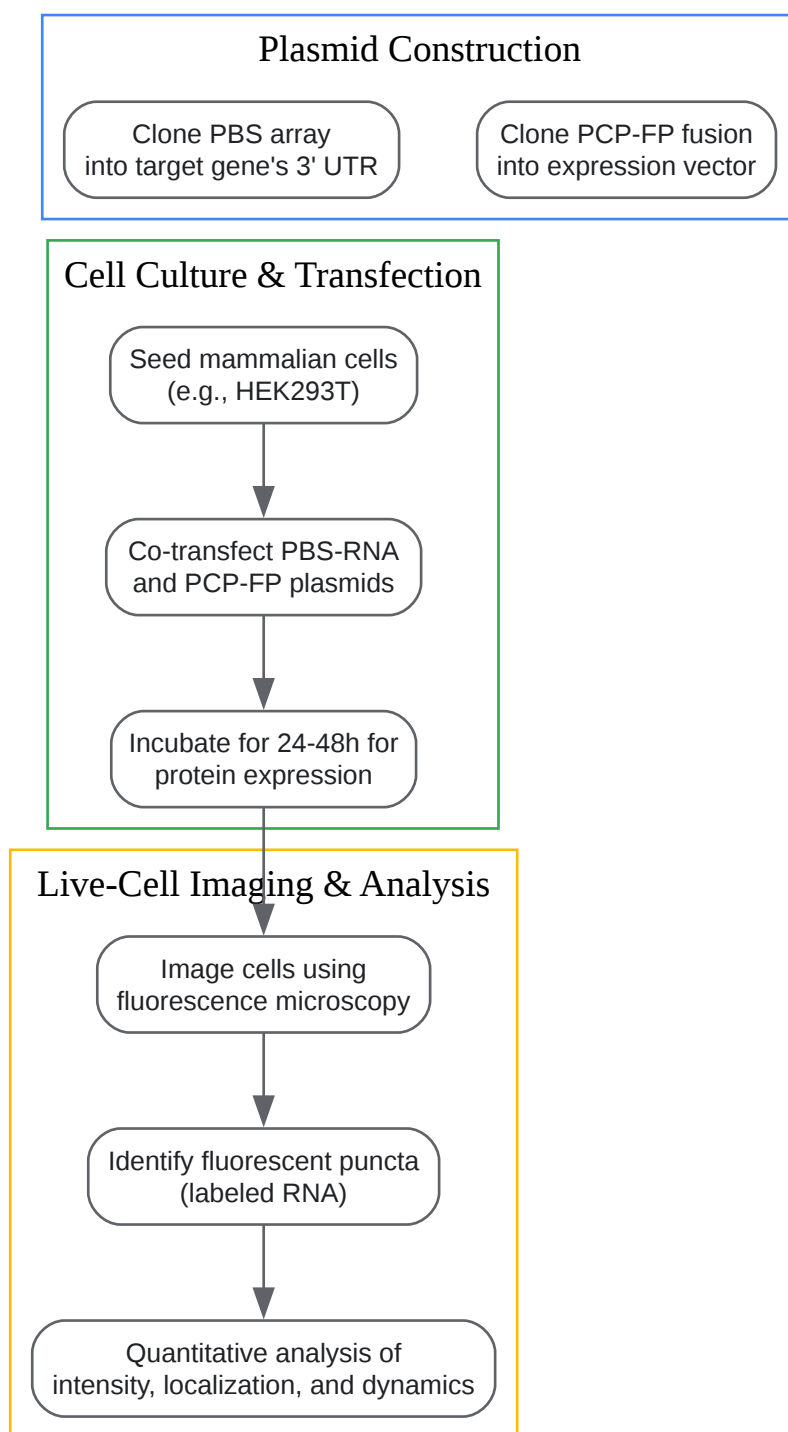 Plasmid Construction
Clone PBS array
into target gene's 3' UTR
Clone PCP-FP fusion
into expression vector
Cell Culture & Transfection
Seed mammalian cells
(e.g., HEK293T)
Co-transfect PBS-RNA
and PCP-FP plasmids
Incubate for 24-48h for
protein expression
Live-Cell Imaging & Analysis
Image cells using
fluorescence microscopy
Identify fluorescent puncta
(labeled RNA)
Quantitative analysis of
intensity, localization, and dynamics